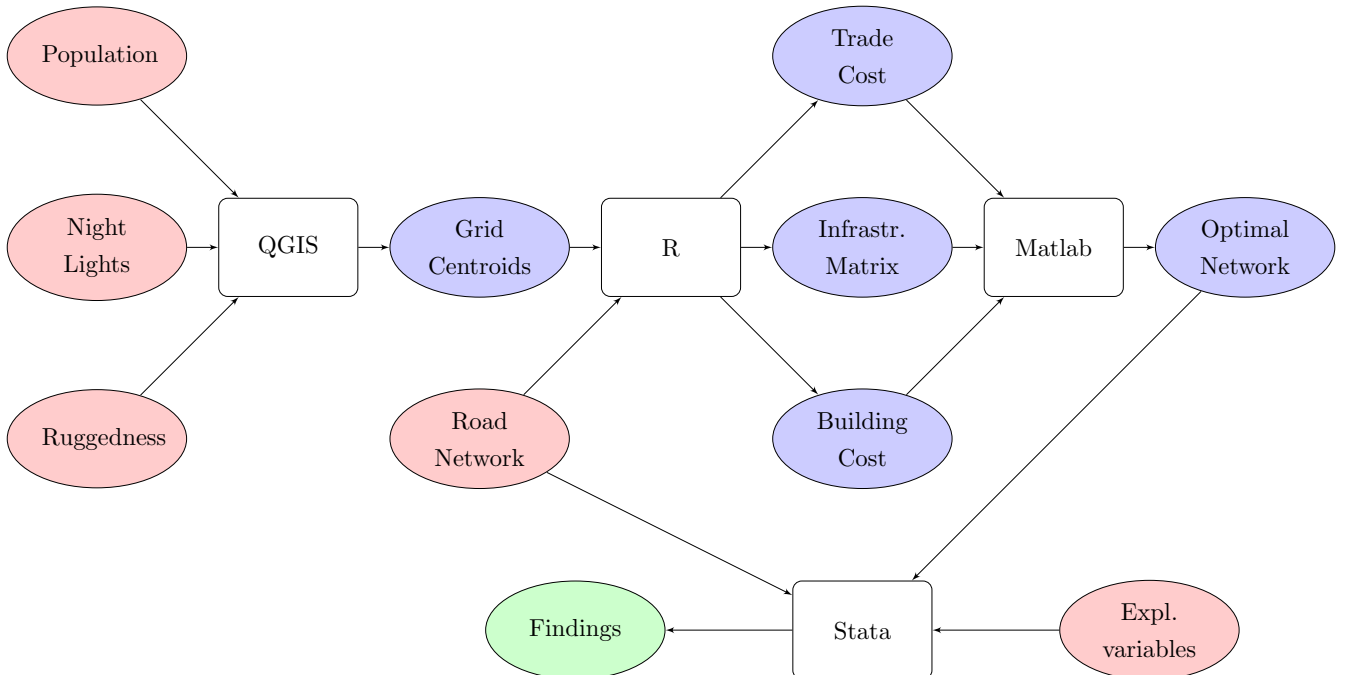 Population
Trade
Cost
Night
Lights
QGIS
Grid
Centroids
R
Infrastr.
Matrix
Matlab
Optimal
Network
Ruggedness
Road
Network
Building
Cost
Findings
Stata
Expl.
variables